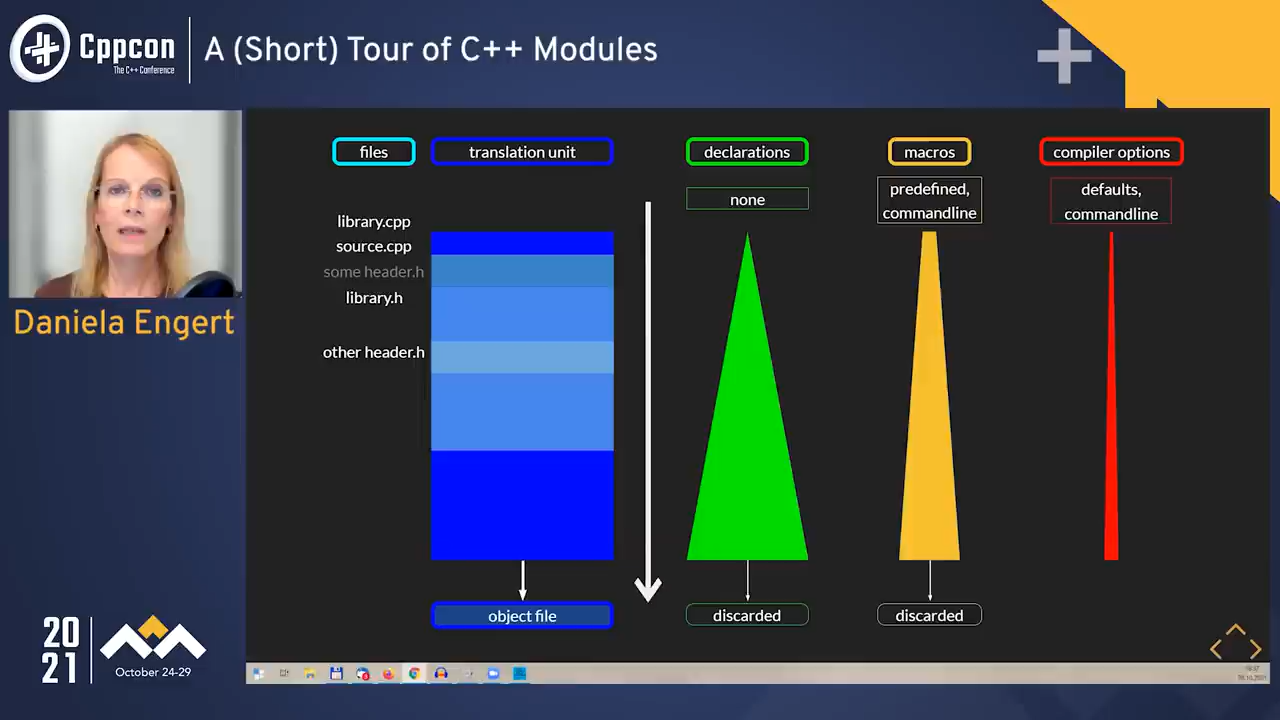 Cppcon
The C++ Conference
A (Short) Tour of C++ Modules
Daniela Engert
20
21
October 24-29
files
translation unit
declarations
macros
compiler options
none
predefined,
commandline
defaults,
commandline
library.cpp
source.cpp
some header.h
library.h
other header.h
object file
discarded
discarded